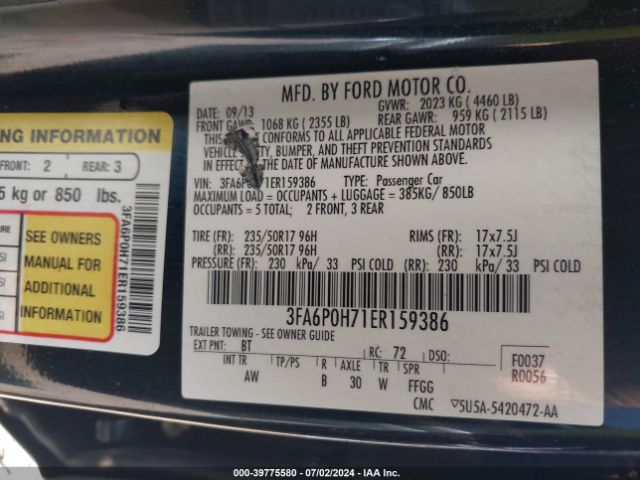 MFD. BY FORD MOTOR CO.
DATE: 09/13 GVWR: 2023 KG ( 4460 LB)
FRONT GAWR: 1068 KG ( 2355 LB) REAR GAWR: 959 KG ( 2115 LB)
THIS CONFORMS TO ALL APPLICABLE FEDERAL MOTOR
VEHICLE BUMPER, AND THEFT PREVENTION STANDARDS
IN EFFECT THE DATE OF MANUFACTURE SHOWN ABOVE.
VIN: 3FA6P0H71ER159386 TYPE: Passenger Car
MAXIMUM LOAD = OCCUPANTS + LUGGAGE = 385KG/ 850LB
OCCUPANTS = 5 TOTAL; 2 FRONT, 3 REAR
TIRE (FR): 235/50R17 96H RIMS (FR): 17x7.5J
(RR): 235/50R17 96H (RR): 17x7.5J
PRESSURE (FR): 230 kPa/ 33 PSI COLD (RR): 230 kPa/ 33 PSI COLD
3FA6P0H71ER159386
TRAILER TOWING - SEE OWNER GUIDE
EXT PNT: BT RC: 72 DSO:
INT TR TP/PS R AXLE TR SPR
AW B 30 W FFGG
F0037
R0056
CMC 5U5A-5420472-AA
NG INFORMATION
FRONT: 2 REAR: 3
5 kg or 850 lbs.
SEE OWNERS
MANUAL FOR
ADDITIONAL
INFORMATION
3FA6P0H71ER159386
000-39775580 - 07/02/2024 - IAA Inc.